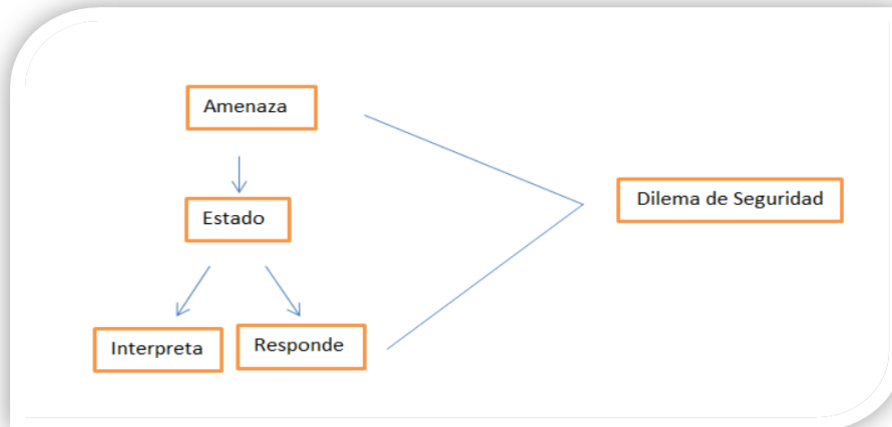 Amenaza
Estado
Dilema de Seguridad
Interpreta
Responde